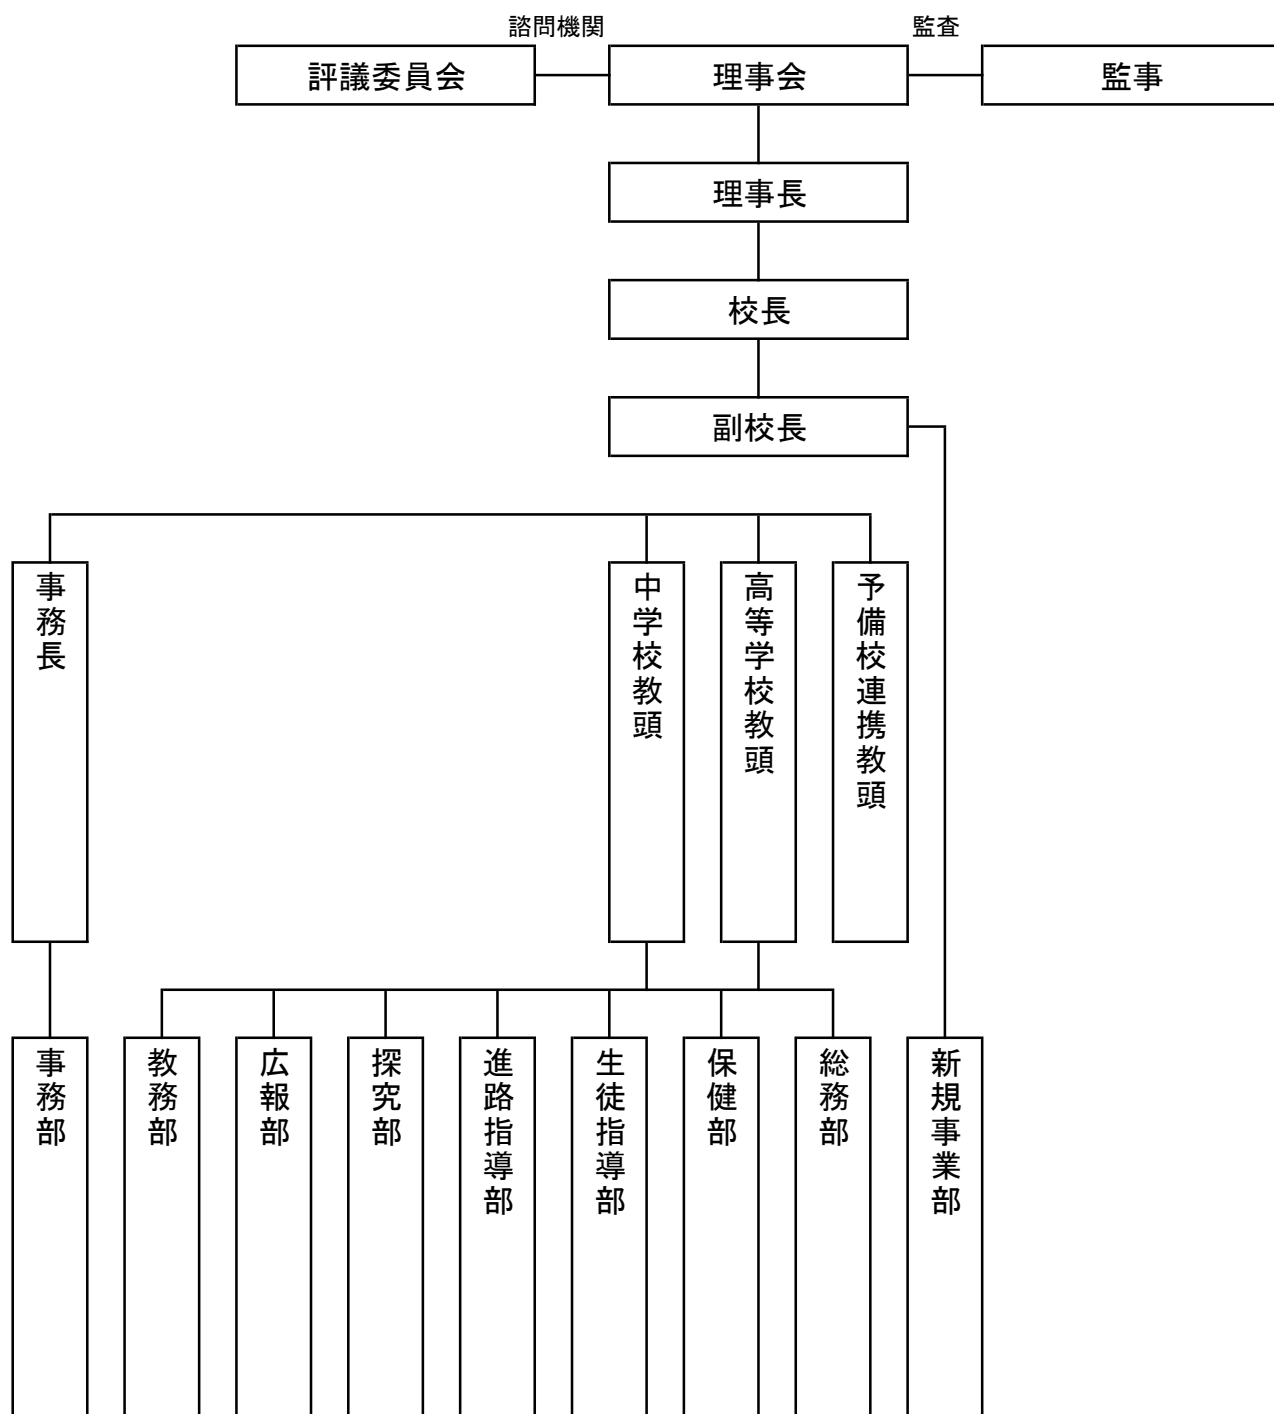 諮問機関
監査
評議委員会
理事会
監事
理事長
校長
副校長
事務長
中学校教頭
高等学校教頭
予備校連携教頭
事務部
教務部
広報部
探究部
進路指導部
生徒指導部
保健部
総務部
新規事業部